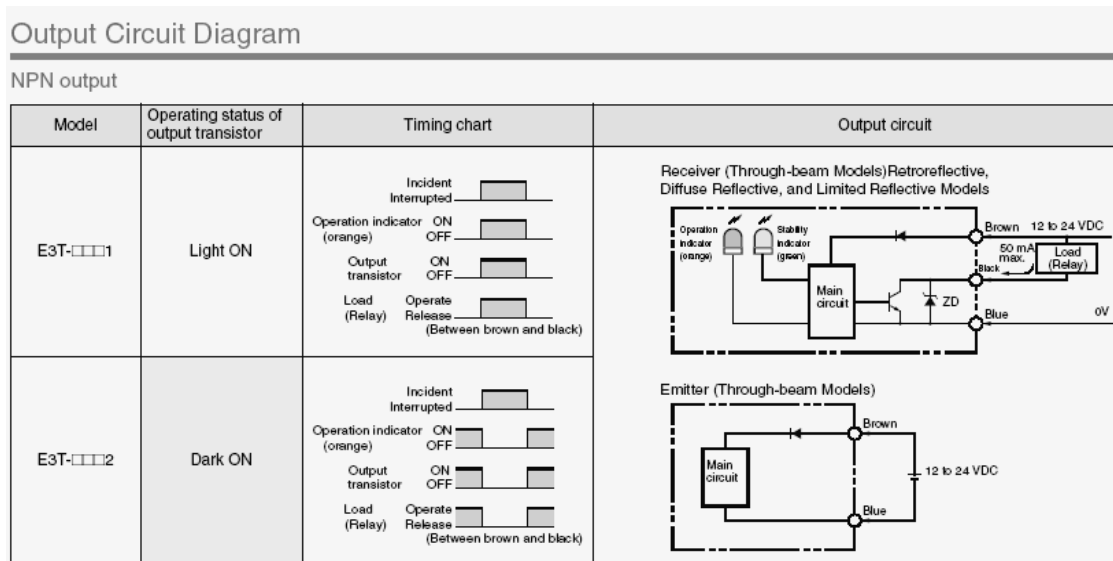 Output Circuit Diagram
NPN output
Model
Operating status of
output transistor
Timing chart
Output circuit
E3T-□□□1
Light ON
Incident
Interrupted
Operation indicator ON
(orange) OFF
Output ON
transistor OFF
Load Operate
(Relay) Release
(Between brown and black)
Receiver (Through-beam Models)Retroreflective,
Diffuse Reflective, and Limited Reflective Models
Operation
indicator
(orange)
Stability
indicator
(green)
Main
circuit
ZD
Brown 12 to 24 VDC
50 mA
max.
Load
(Relay)
Black
Blue
0V
E3T-□□□2
Dark ON
Incident
Interrupted
Operation indicator ON
(orange) OFF
Output ON
transistor OFF
Load Operate
(Relay) Release
(Between brown and black)
Emitter (Through-beam Models)
Brown
Main
circuit
12 to 24 VDC
Blue